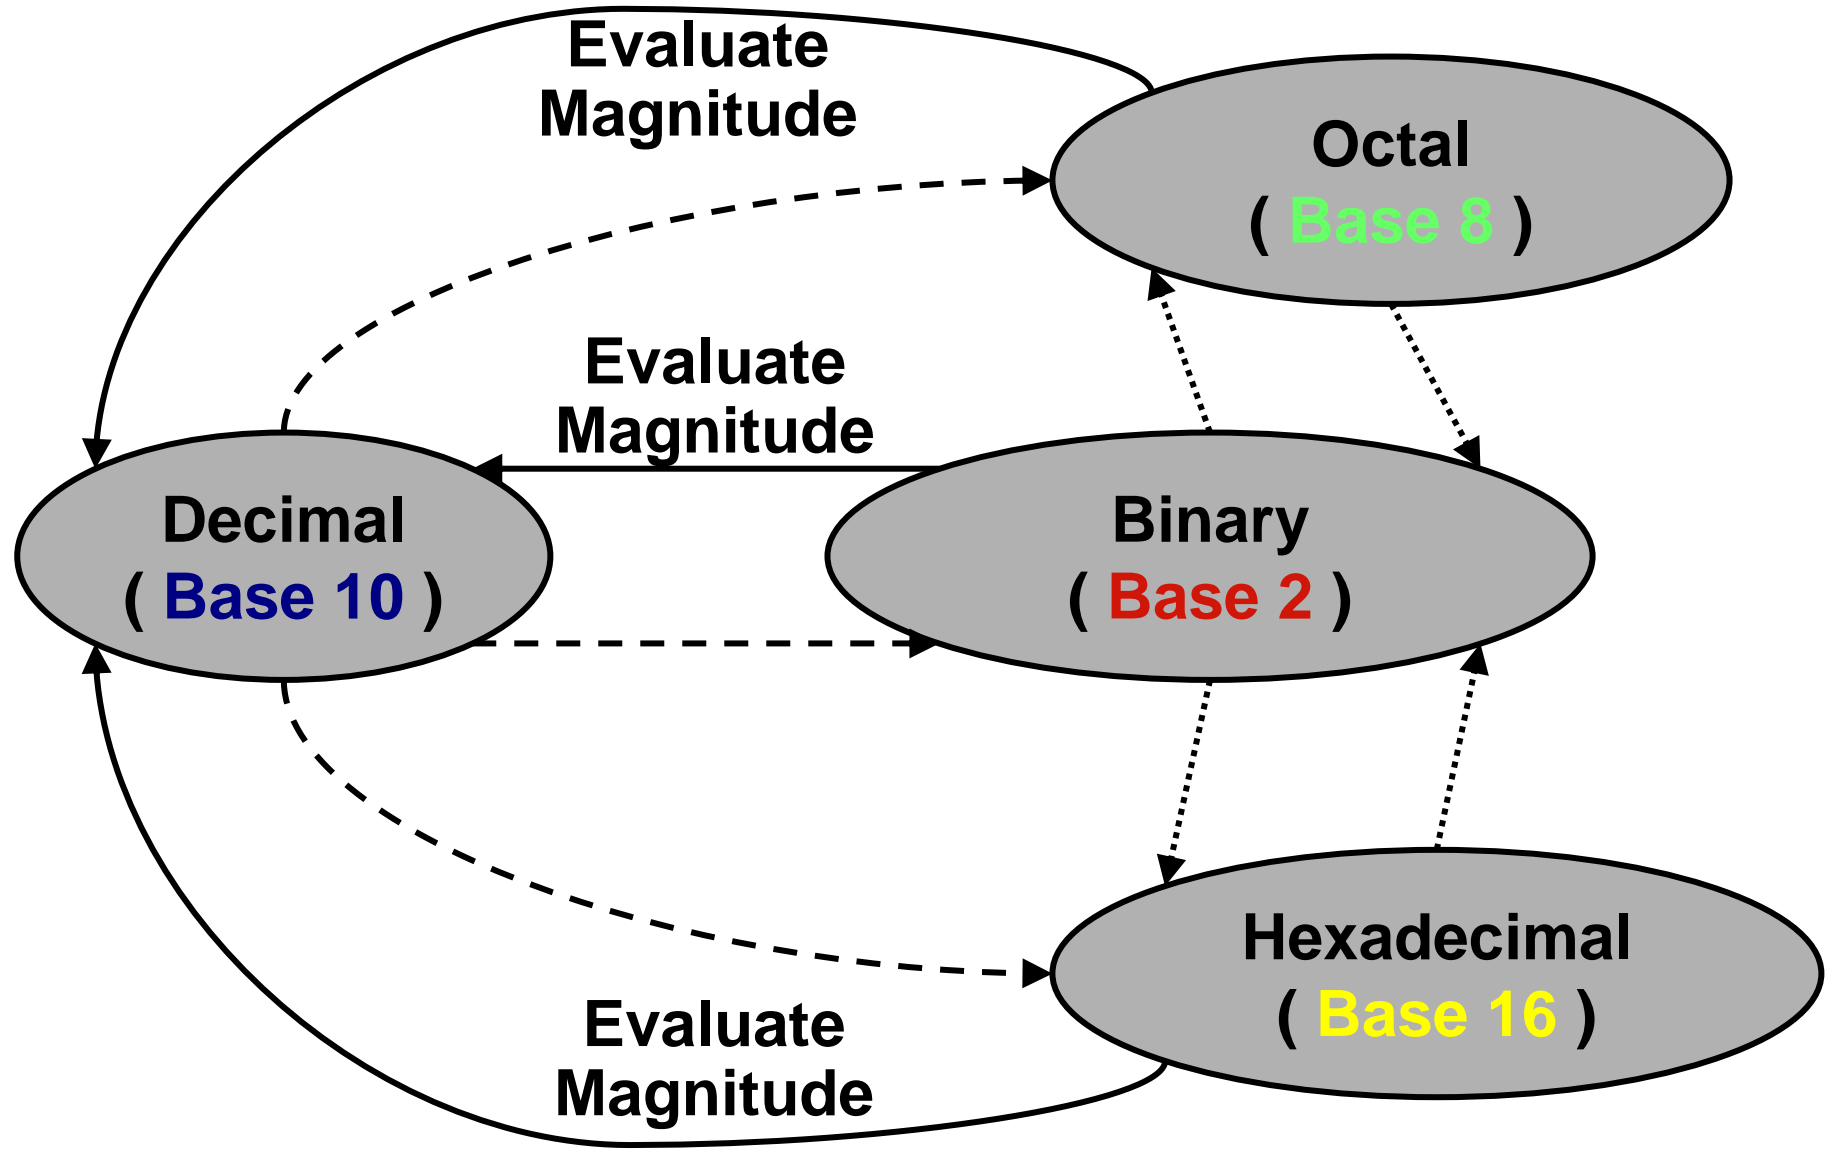 Evaluate
Magnitude
Octal
( Base 8 )
Evaluate
Magnitude
Decimal
( Base 10 )
Binary
( Base 2 )
Hexadecimal
( Base 16 )
Evaluate
Magnitude